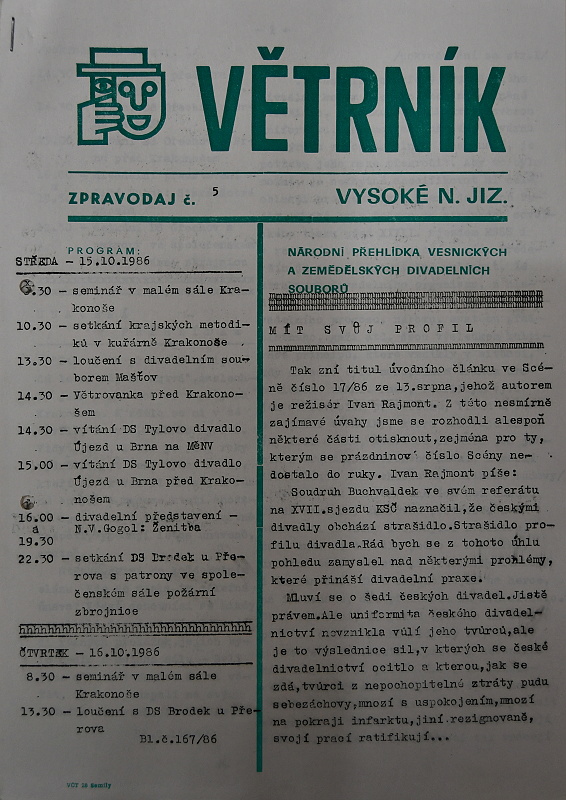 VĚTRNÍK
ZPRAVODAJ č. 5
VYSOKÉ N. JIZ.
PROGRAM:
STŘEDA - 15.10.1986
8.30 - seminář v malém sále Kra-
konoše
10.30 - setkání krajských metodi-
ků v kuřárně Krakonoše
13.30 - loučení s divadelním sou-
borem Mašťov
14.30 - Větrovanka před Krakono-
šem
14.30 - vítání DS Tylovo divadlo
Újezd u Brna na MěNV
15.00 - vítání DS Tylovo divadlo
Újezd u Brna před Krako-
nošem
16.00 - divadelní představení -
a N.V.Gogol: Ženitba
19.30
22.30 - setkání DS Brodek u Pře-
rova s patrony ve spole-
čenském sále požární
zbrojnice
hhhhhhhhhhhhhhhhhhhhhhhhhhhhh
ČTVRTEK - 16.10.1986
8.30 - seminář v malém sále
Krakonoše
13.30 - loučení s DS Brodek u Pře-
rova
Bl.č.167/86
VCT 28 Semily
NÁRODNÍ PŘEHLÍDKA VESNICKÝCH
A ZEMĚDĚLSKÝCH DIVADELNÍCH
SOUBORŮ
MÍT SVŮJ PROFIL
Tak zní titul úvodního článku ve Scé-
ně číslo 17/86 ze 13.srpna,jehož autorem
je režisér Ivan Rajmont. Z této nesmírně
zajímavé úvahy jsme se rozhodli alespoň
některé části otisknout,zejména pro ty,
kterým se prázdninov číslo Scény ne-
dostalo do ruky. Ivan Rajmont píše:
Soudruh Buchvaldek ve svém referátu
na XVII.sjezdu KSČ naznačil,že českými
divadly obchází strašidlo.Strašidlo pro-
filu divadla.Rád bych se z tohoto úhlu
pohledu zamyslel nad některými problémy,
které přináší divadelní praxe.
Mluví se o šedi českých divadel.Jistě
právem.Ale uniformita českého divadel-
nictví nevznikla vůlí jeho tvůrců,ale
je to výslednice sil,v kterých se české
divadelnictví ocitlo a kterou,jak se
zdá,tvůrci z nepochopitelné ztráty pudu
sebezáchovy,mnozí s uspokojením,mnozí
na pokraji infarktu,jiní rezignovaně,
svojí prací ratifikují...